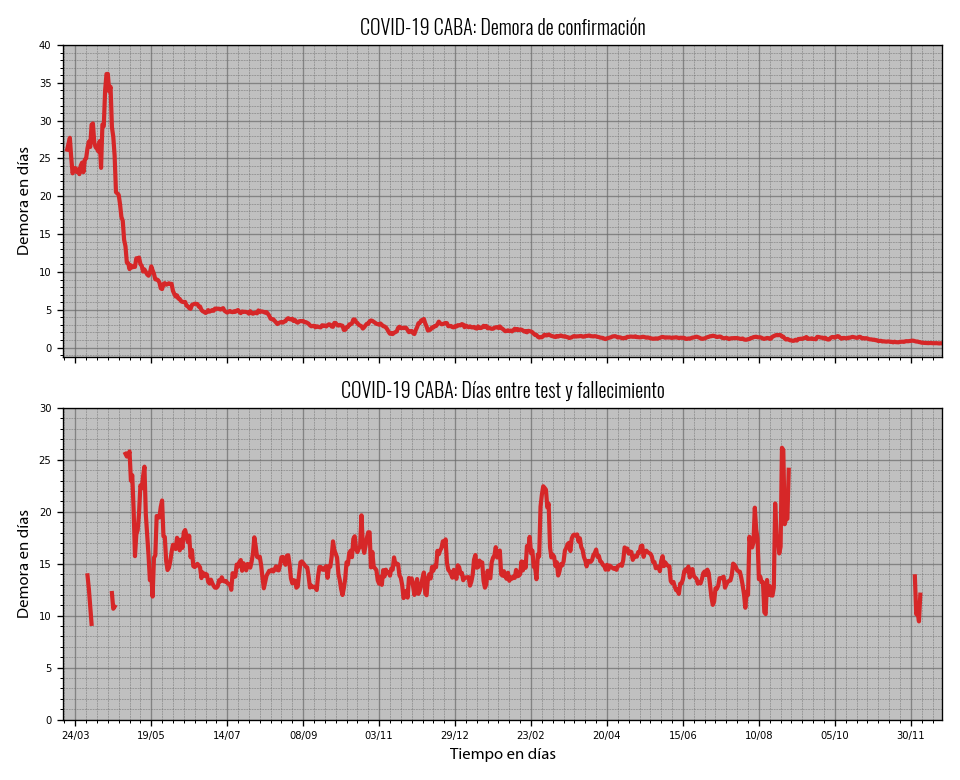 COVID-19 CABA: Demora de confirmación
40
35
30
25
20
15
10
5
0
Demora en días
COVID-19 CABA: Días entre test y fallecimiento
30
25
20
15
10
5
0
Demora en días
24/03 19/05 14/07 08/09 03/11 29/12 23/02 20/04 15/06 10/08 05/10 30/11
Tiempo en días